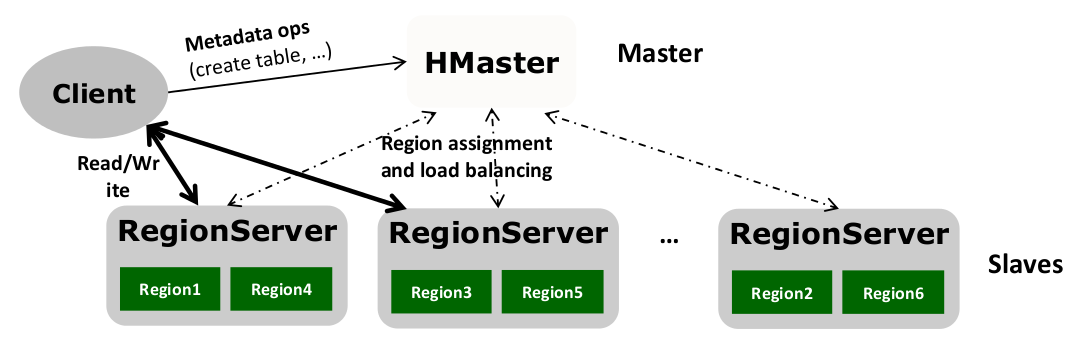 Metadata ops
(create table, …)
HMaster
Master
Client
Region assignment
and load balancing
Read/Wr
ite
RegionServer
RegionServer
...
RegionServer
Slaves
Region1
Region4
Region3
Region5
Region2
Region6